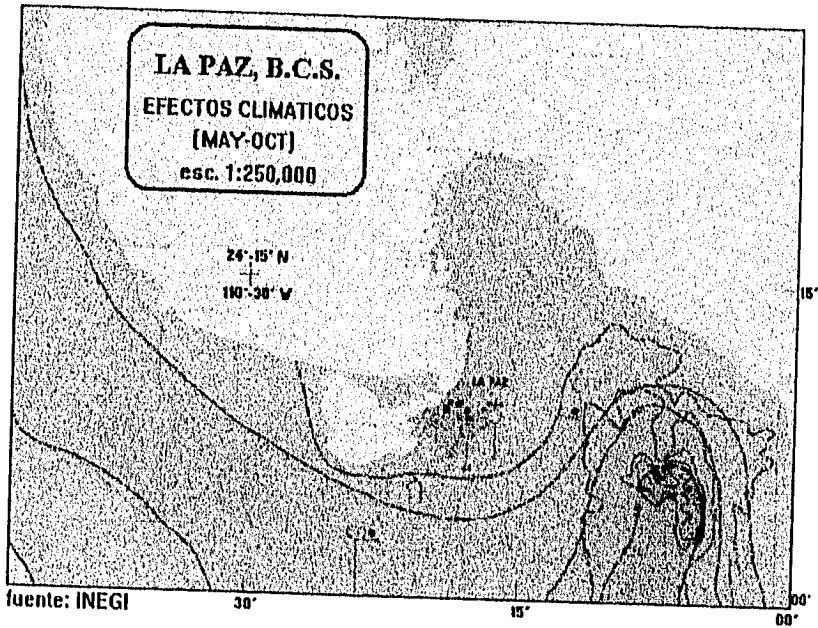 LA PAZ, B.C.S.
EFECTOS CLIMATICOS
(MAY-OCT)
esc. 1:250,000
24°-15' N
110°-30' W
15'
LA PAZ
fuente: INEGI
30'
15'
00'
00'